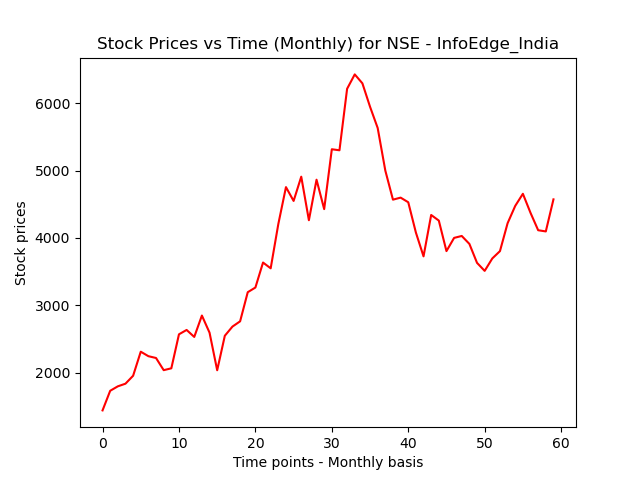 Stock Prices vs Time (Monthly) for NSE - InfoEdge_India
Stock prices
6000
5000
4000
3000
2000
0 10 20 30 40 50 60
Time points - Monthly basis